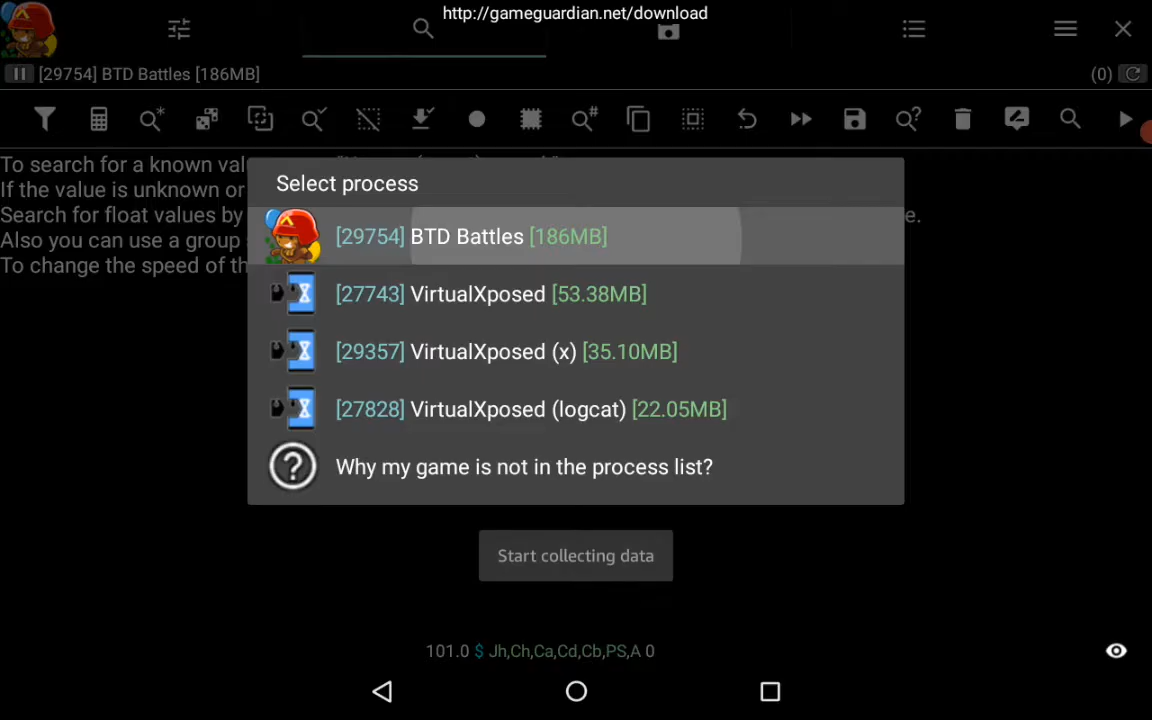 http://gameguardian.net/download
[29754] BTD Battles [186MB]
(0)
To search for a known val
If the value is unknown or
Search for float values by
e.
Also you can use a group
To change the speed of th
Select process
[29754] BTD Battles [186MB]
[27743] VirtualXposed [53.38MB]
[29357] VirtualXposed (x) [35.10MB]
[27828] VirtualXposed (logcat) [22.05MB]
Why my game is not in the process list?
Start collecting data
101.0 $ Jh,Ch,Ca,Cd,Cb,PS,A 0